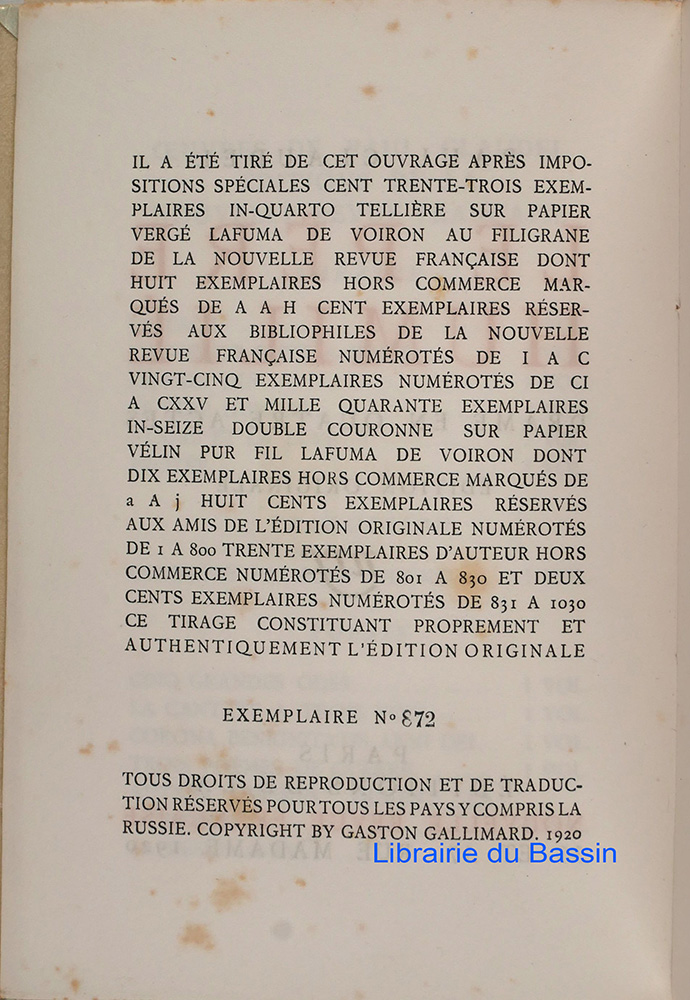 IL A ÉTÉ TIRÉ DE CET OUVRAGE APRÈS IMPO-
SITIONS SPÉCIALES CENT TRENTE-TROIS EXEM-
PLAIRES IN-QUARTO TELLIÈRE SUR PAPIER
VERGÉ LAFUMA DE VOIRON AU FILIGRANE
DE LA NOUVELLE REVUE FRANÇAISE DONT
HUIT EXEMPLAIRES HORS COMMERCE MAR-
QUÉS DE A A H CENT EXEMPLAIRES RÉSER-
VÉS AUX BIBLIOPHILES DE LA NOUVELLE
REVUE FRANÇAISE NUMÉROTÉS DE I A C
VINGT-CINQ EXEMPLAIRES NUMÉROTÉS DE CI
A CXXV ET MILLE QUARANTE EXEMPLAIRES
IN-SEIZE DOUBLE COURONNE SUR PAPIER
VÉLIN PUR FIL LAFUMA DE VOIRON DONT
DIX EXEMPLAIRES HORS COMMERCE MARQUÉS DE
a A j HUIT CENTS EXEMPLAIRES RÉSERVÉS
AUX AMIS DE L'ÉDITION ORIGINALE NUMÉROTÉS
DE 1 A 800 TRENTE EXEMPLAIRES D'AUTEUR HORS
COMMERCE NUMÉROTÉS DE 801 A 830 ET DEUX
CENTS EXEMPLAIRES NUMÉROTÉS DE 831 A 1030
CE TIRAGE CONSTITUANT PROPREMENT ET
AUTHENTIQUEMENT L'ÉDITION ORIGINALE
EXEMPLAIRE No 872
TOUS DROITS DE REPRODUCTION ET DE TRADUC-
TION RÉSERVÉS POUR TOUS LES PAYS Y COMPRIS LA
RUSSIE. COPYRIGHT BY GASTON GALLIMARD. 1920
Librairie du Bassin